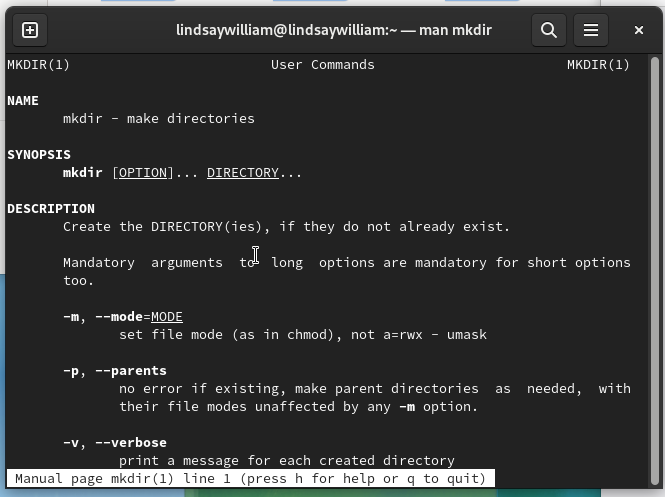 lindsaywilliam@lindsaywilliam:~ — man mkdir
MKDIR(1) User Commands MKDIR(1)
NAME
mkdir - make directories
SYNOPSIS
mkdir [OPTION]... DIRECTORY...
DESCRIPTION
Create the DIRECTORY(ies), if they do not already exist.
Mandatory arguments to long options are mandatory for short options
too.
-m, --mode=MODE
set file mode (as in chmod), not a=rwx - umask
-p, --parents
no error if existing, make parent directories as needed, with
their file modes unaffected by any -m option.
-v, --verbose
print a message for each created directory
Manual page mkdir(1) line 1 (press h for help or q to quit)